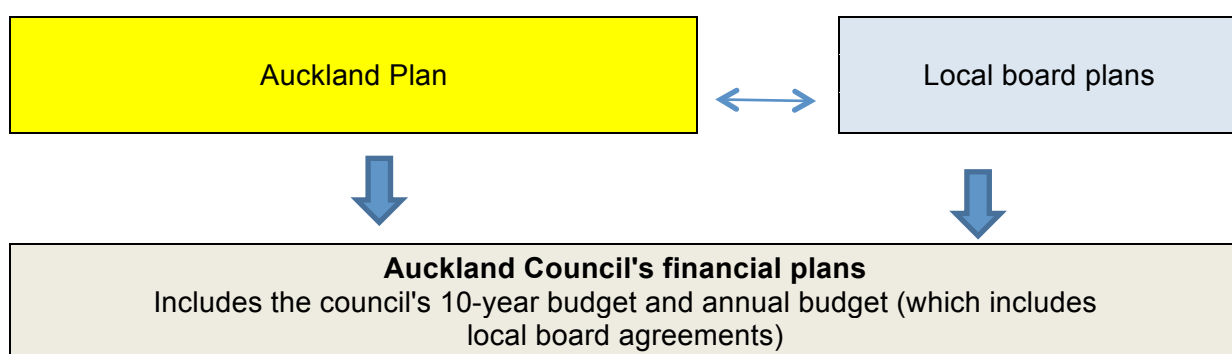 Auckland Plan
Local board plans
Auckland Council's financial plans
Includes the council's 10-year budget and annual budget (which includes
local board agreements)